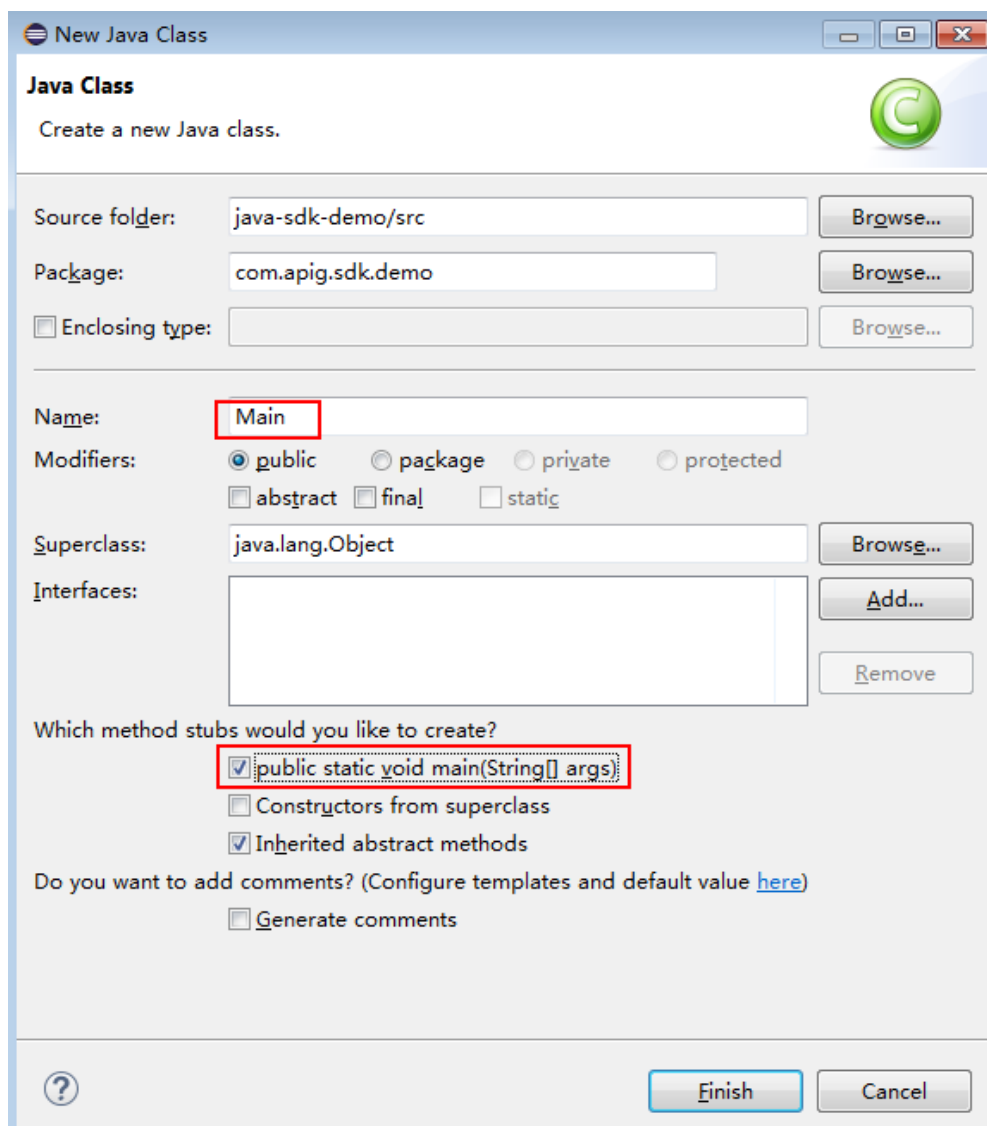 New Java Class
Java Class
Create a new Java class.
Source folder: java-sdk-demo/src Browse...
Package: com.apig.sdk.demo Browse...
Enclosing type: Browse...
Name: Main
Modifiers: public package private protected
abstract final static
Superclass: java.lang.Object Browse...
Interfaces: Add...
Remove
Which method stubs would you like to create?
public static void main(String[] args)
Constructors from superclass
Inherited abstract methods
Do you want to add comments? (Configure templates and default value here)
Generate comments
? Finish Cancel